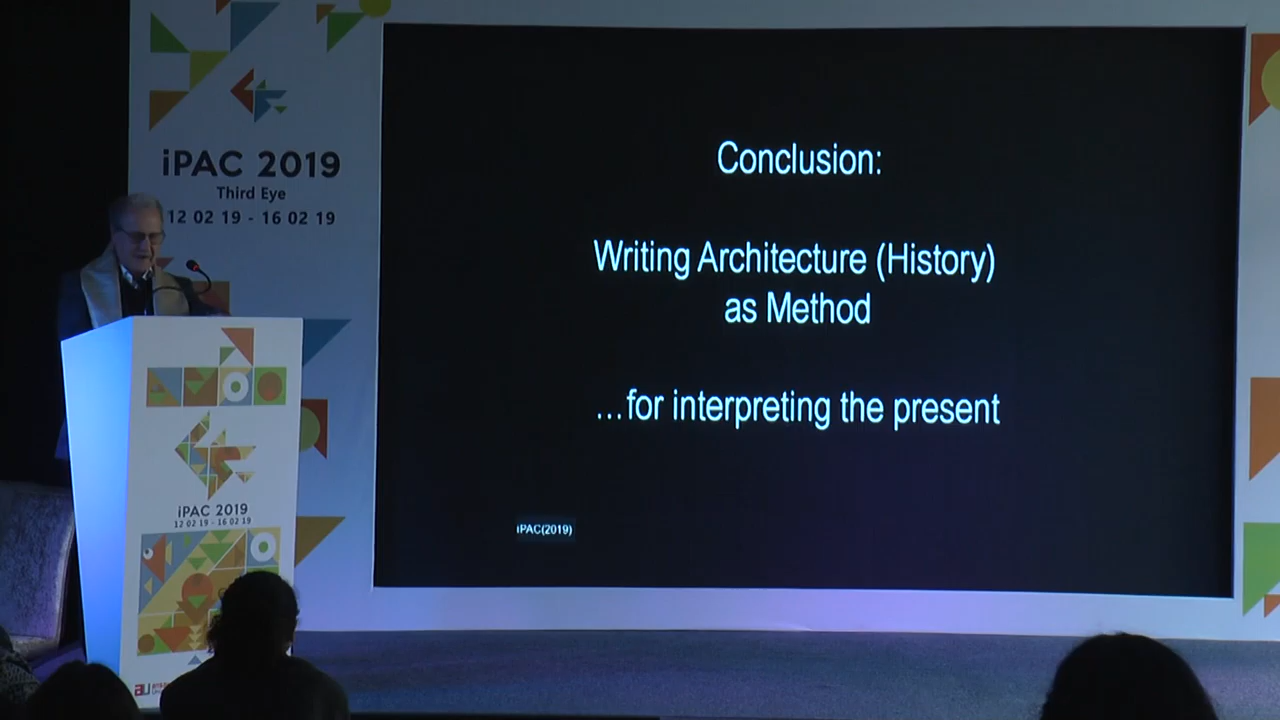 iPAC 2019
Third Eye
12 02 19 - 16 02 19
Conclusion:
Writing Architecture (History)
as Method
...for interpreting the present
iPAC(2019)
iPAC 2019
12 02 19 - 16 02 19
au